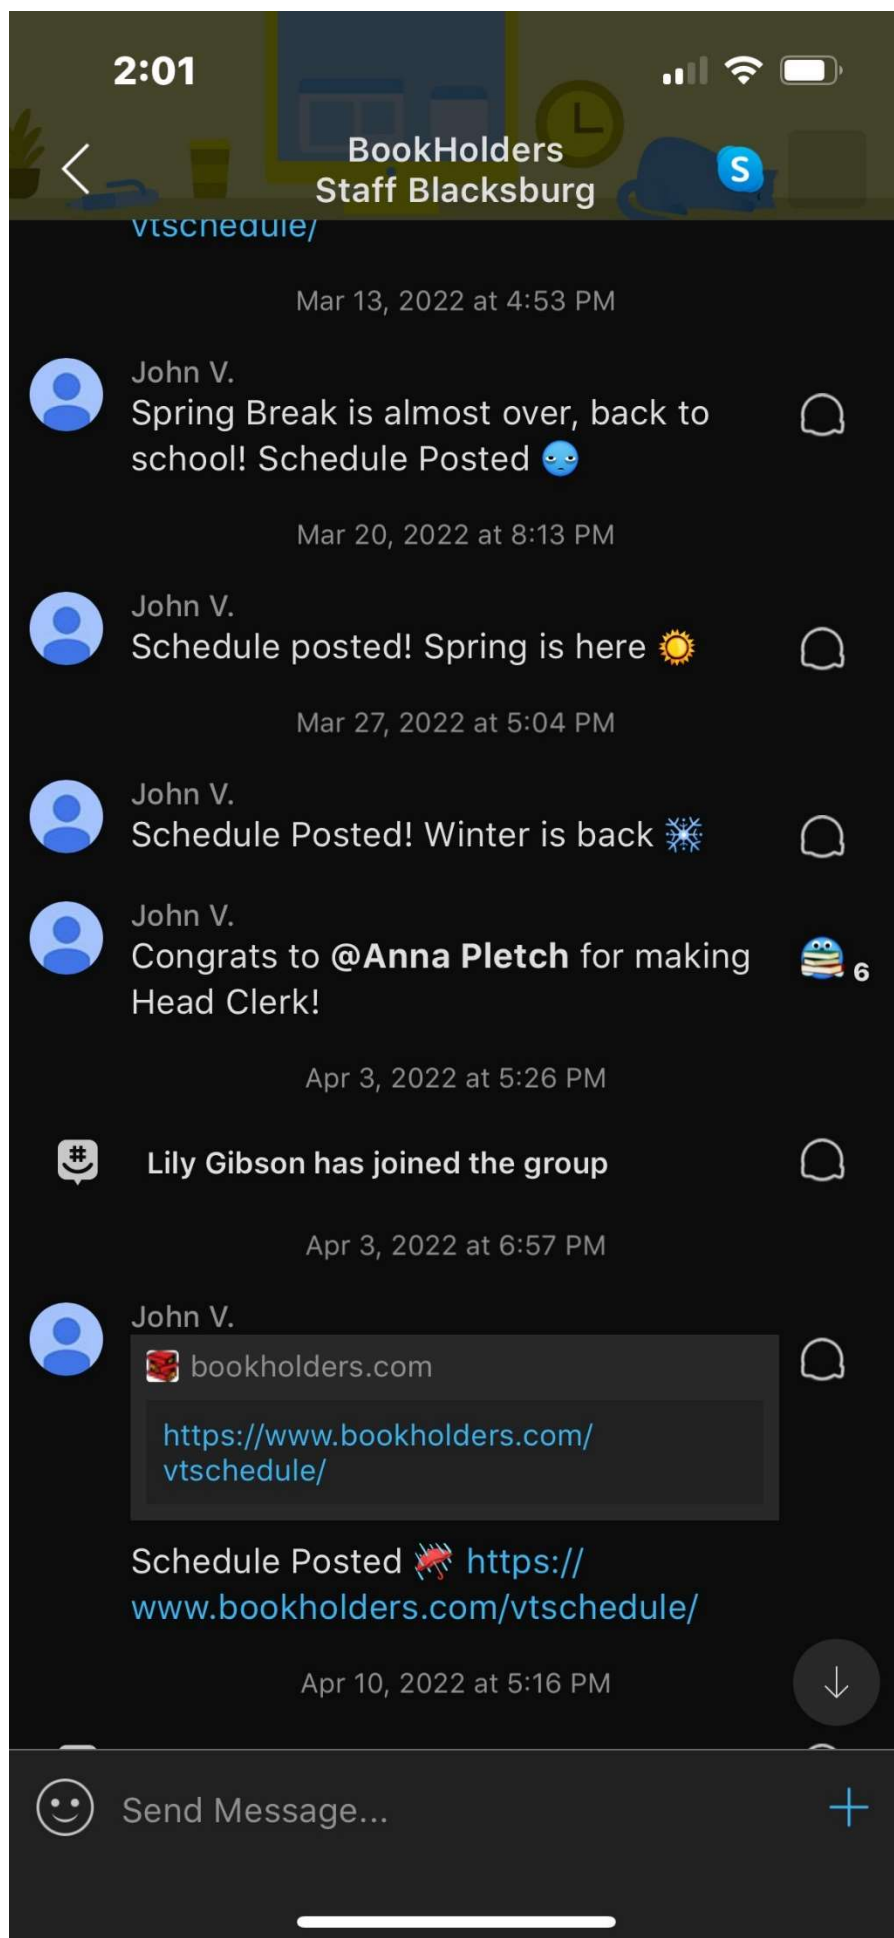 2:01
BookHolders
Staff Blacksburg
vtschedule/
Mar 13, 2022 at 4:53 PM
John V.
Spring Break is almost over, back to
school! Schedule Posted 😒
Mar 20, 2022 at 8:13 PM
John V.
Schedule posted! Spring is here ☀️
Mar 27, 2022 at 5:04 PM
John V.
Schedule Posted! Winter is back ❄️
John V.
Congrats to @Anna Pletch for making
Head Clerk!
6
Apr 3, 2022 at 5:26 PM
Lily Gibson has joined the group
Apr 3, 2022 at 6:57 PM
John V.
bookholders.com
https://www.bookholders.com/
vtschedule/
Schedule Posted ☔ https://
www.bookholders.com/vtschedule/
Apr 10, 2022 at 5:16 PM
Send Message...